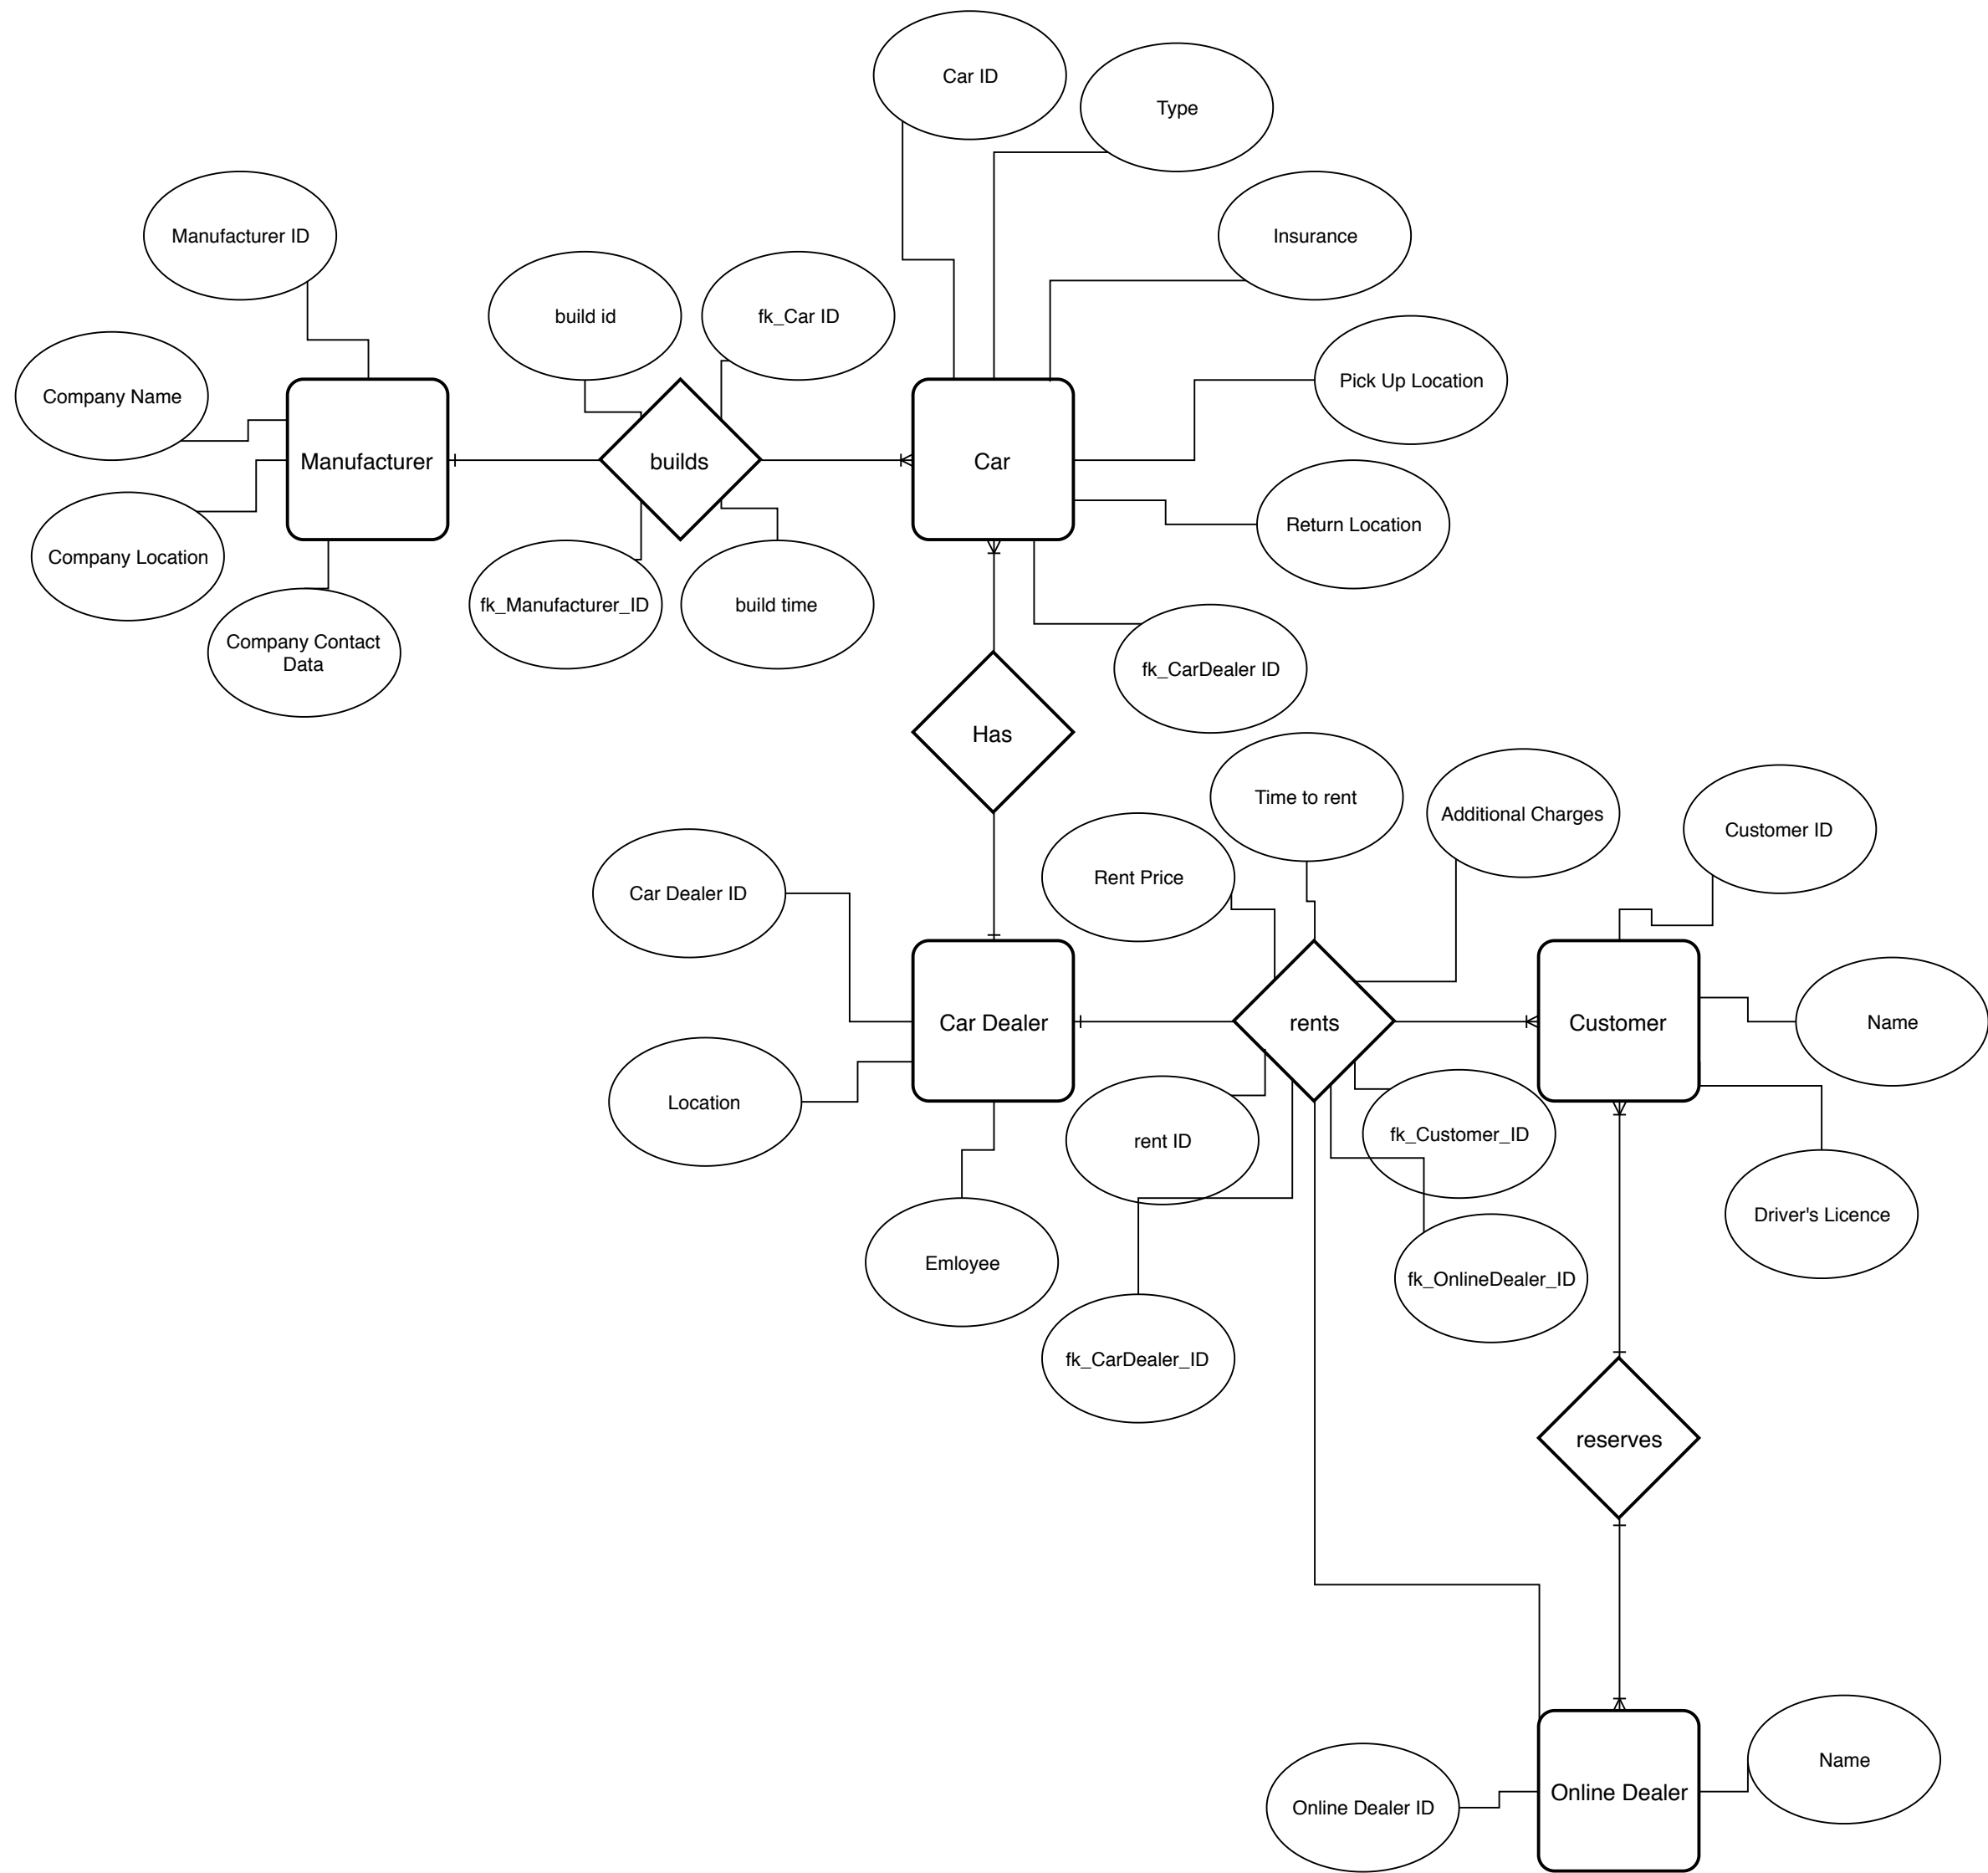 Car ID
Type
Manufacturer ID
Insurance
build id
fk_Car ID
Company Name
Pick Up Location
Manufacturer
builds
Car
Company Location
Return Location
fk_Manufacturer_ID
build time
Company Contact
Data
fk_CarDealer ID
Has
Time to rent
Additional Charges
Customer ID
Car Dealer ID
Rent Price
Car Dealer
rents
Customer
Name
Location
rent ID
fk_Customer_ID
Driver's Licence
Emloyee
fk_OnlineDealer_ID
fk_CarDealer_ID
reserves
Name
Online Dealer
Online Dealer ID